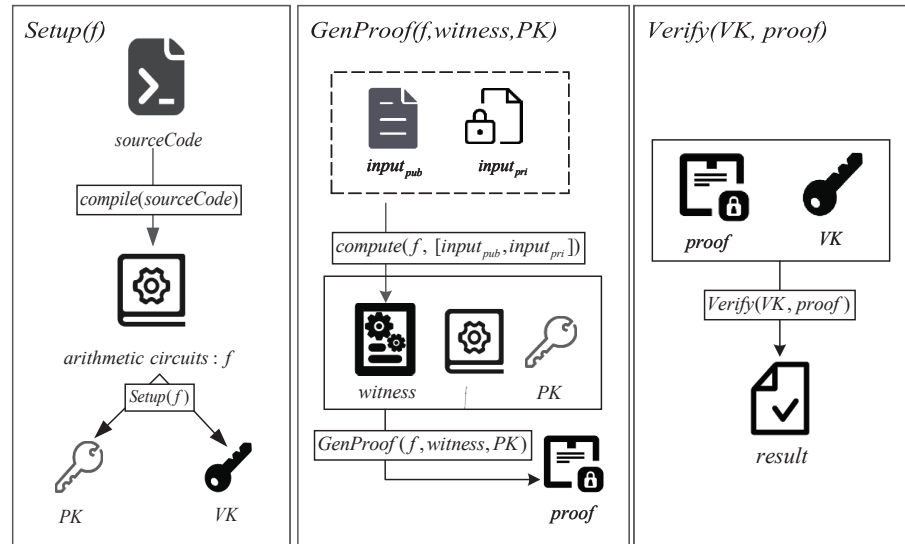 Setup(f)
sourceCode
compile(sourceCode)
arithmetic circuits : f
Setup(f)
PK
VK
GenProof(f,witness,PK)
input_pub
input_pri
compute(f, [input_pub,input_pri])
witness
f
PK
GenProof(f,witness,PK)
proof
Verify(VK, proof)
proof
VK
Verify(VK, proof)
result